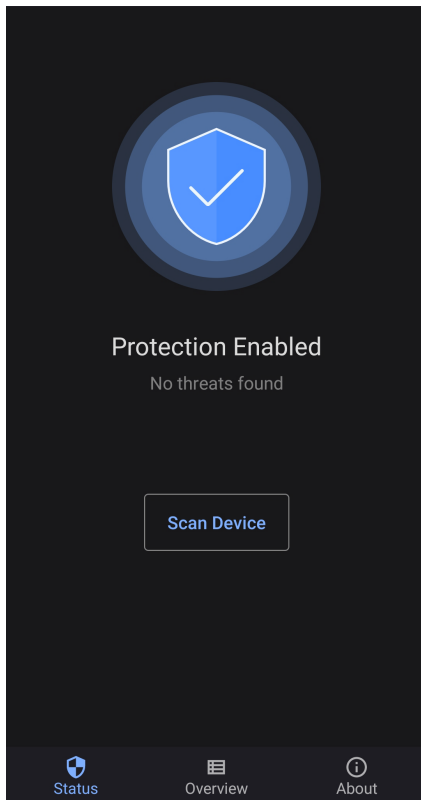 Protection Enabled
No threats found
Scan Device
Status
Overview
About